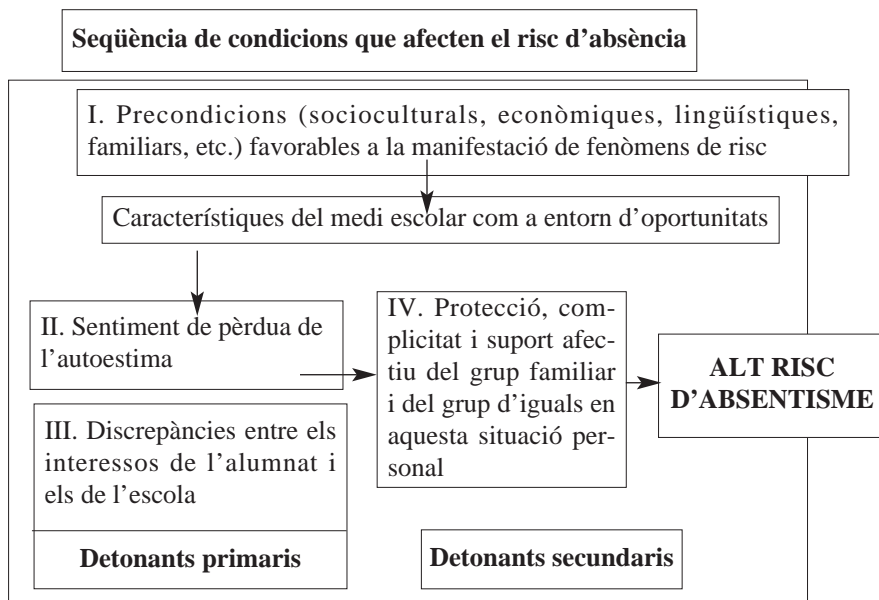 Seqüència de condicions que afecten el risc d’absència
I. Precondicions (socioculturals, econòmiques, lingüístiques,
familiars, etc.) favorables a la manifestació de fenòmens de risc
Característiques del medi escolar com a entorn d’oportunitats
II. Sentiment de pèrdua de
l’autoestima
III. Discrepàncies entre els
interessos de l’alumnat i
els de l’escola
Detonants primaris
IV. Protecció, com-
plicitat i suport afec-
tiu del grup familiar
i del grup d’iguals en
aquesta situació per-
sonal
Detonants secundaris
ALT RISC
D’ABSENTISME